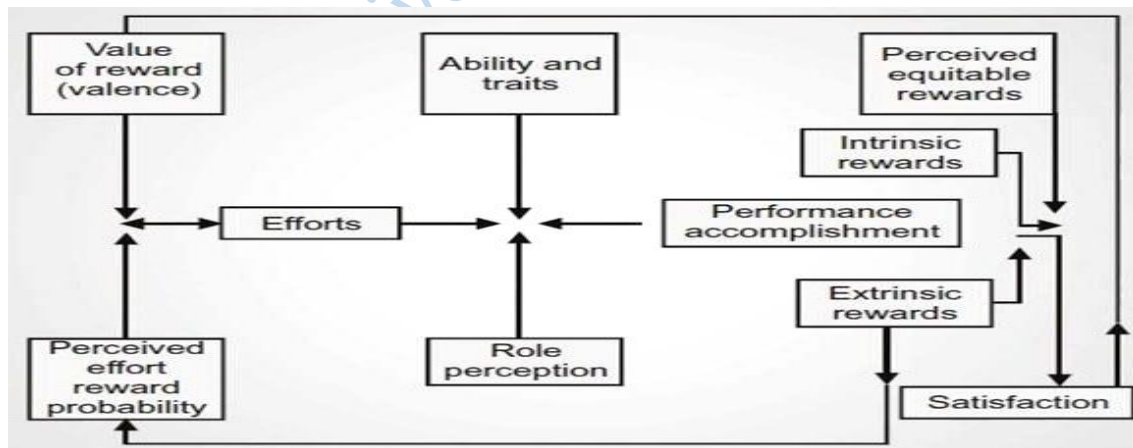 Value
of reward
(valence)
Ability and
traits
Perceived
equitable
rewards
Intrinsic
rewards
Efforts
Performance
accomplishment
Extrinsic
rewards
Perceived
effort
reward
probability
Role
perception
Satisfaction